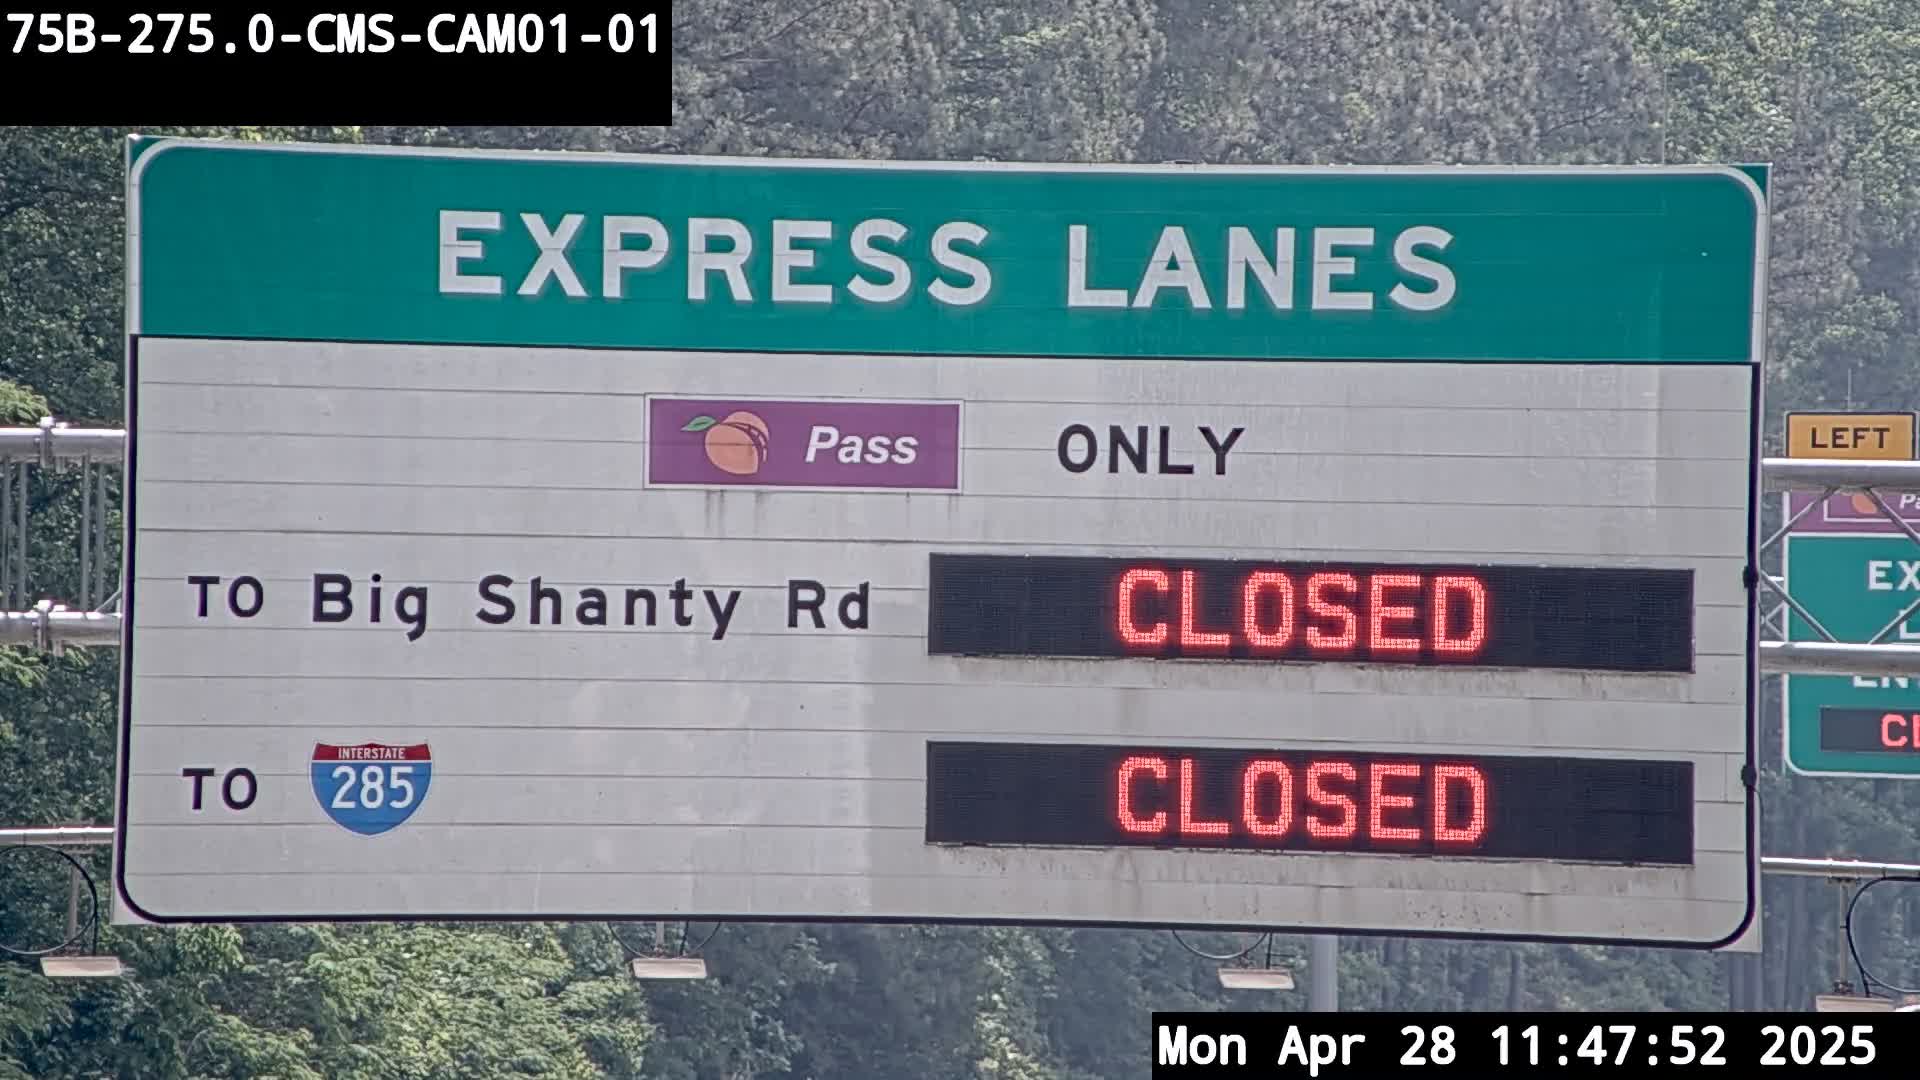 75B-275.0-CMS-CAM01-01
EXPRESS LANES
Pass ONLY
LEFT
TO Big Shanty Rd CLOSED
TO INTERSTATE 285 CLOSED
Mon Apr 28 11:47:52 2025